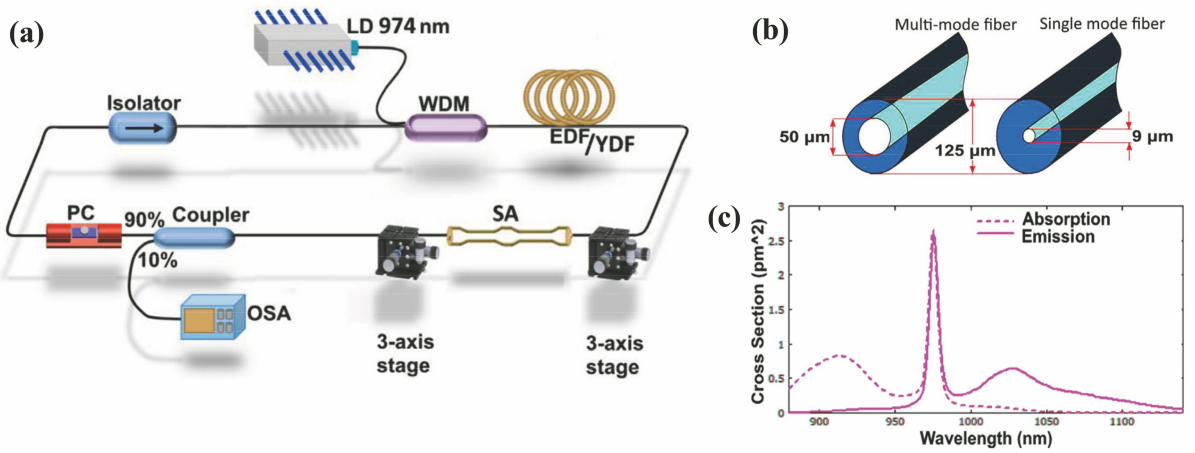 (a)
LD 974 nm
Isolator
WDM
EDF/YDF
PC
90%
Coupler
SA
10%
OSA
3-axis
stage
3-axis
stage
(b)
Multi-mode fiber
Single mode fiber
50 μm
125 μm
9 μm
(c)
3
2.5
2
1.5
1
0.5
0
Cross Section (pm^2)
Absorption
Emission
900
950
1000
1050
1100
Wavelength (nm)